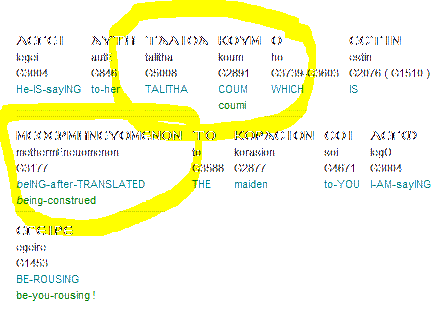 ΛΕΓΕΙ ΑΥΤΗ ΤΑΛΙΘΑ ΚΟΥΜ Ο ΕϹΤΙΝ
legei autE talitha koum ho estin
G3004 G846 G5008 G2891 G3739-G3603 G2076 ( G1510 )
He-IS-sayING to-her TALITHA COUM WHICH IS
coumi
ΜΕΘΕΡΜΗΝΕΥΟΜΕΝΟΝ ΤΟ ΚΟΡΑϹΙΟΝ ϹΟΙ ΛΕΓΩ
methermEneuomenon to korasion soi legO
G3177 G3588 G2877 G4671 G3004
beING-after-TRANSLATED THE maiden to-YOU I-AM-sayING
being-construed
ΕΓΕΙΡΕ
egeire
G1453
BE-ROUSING
be-you-rousing !